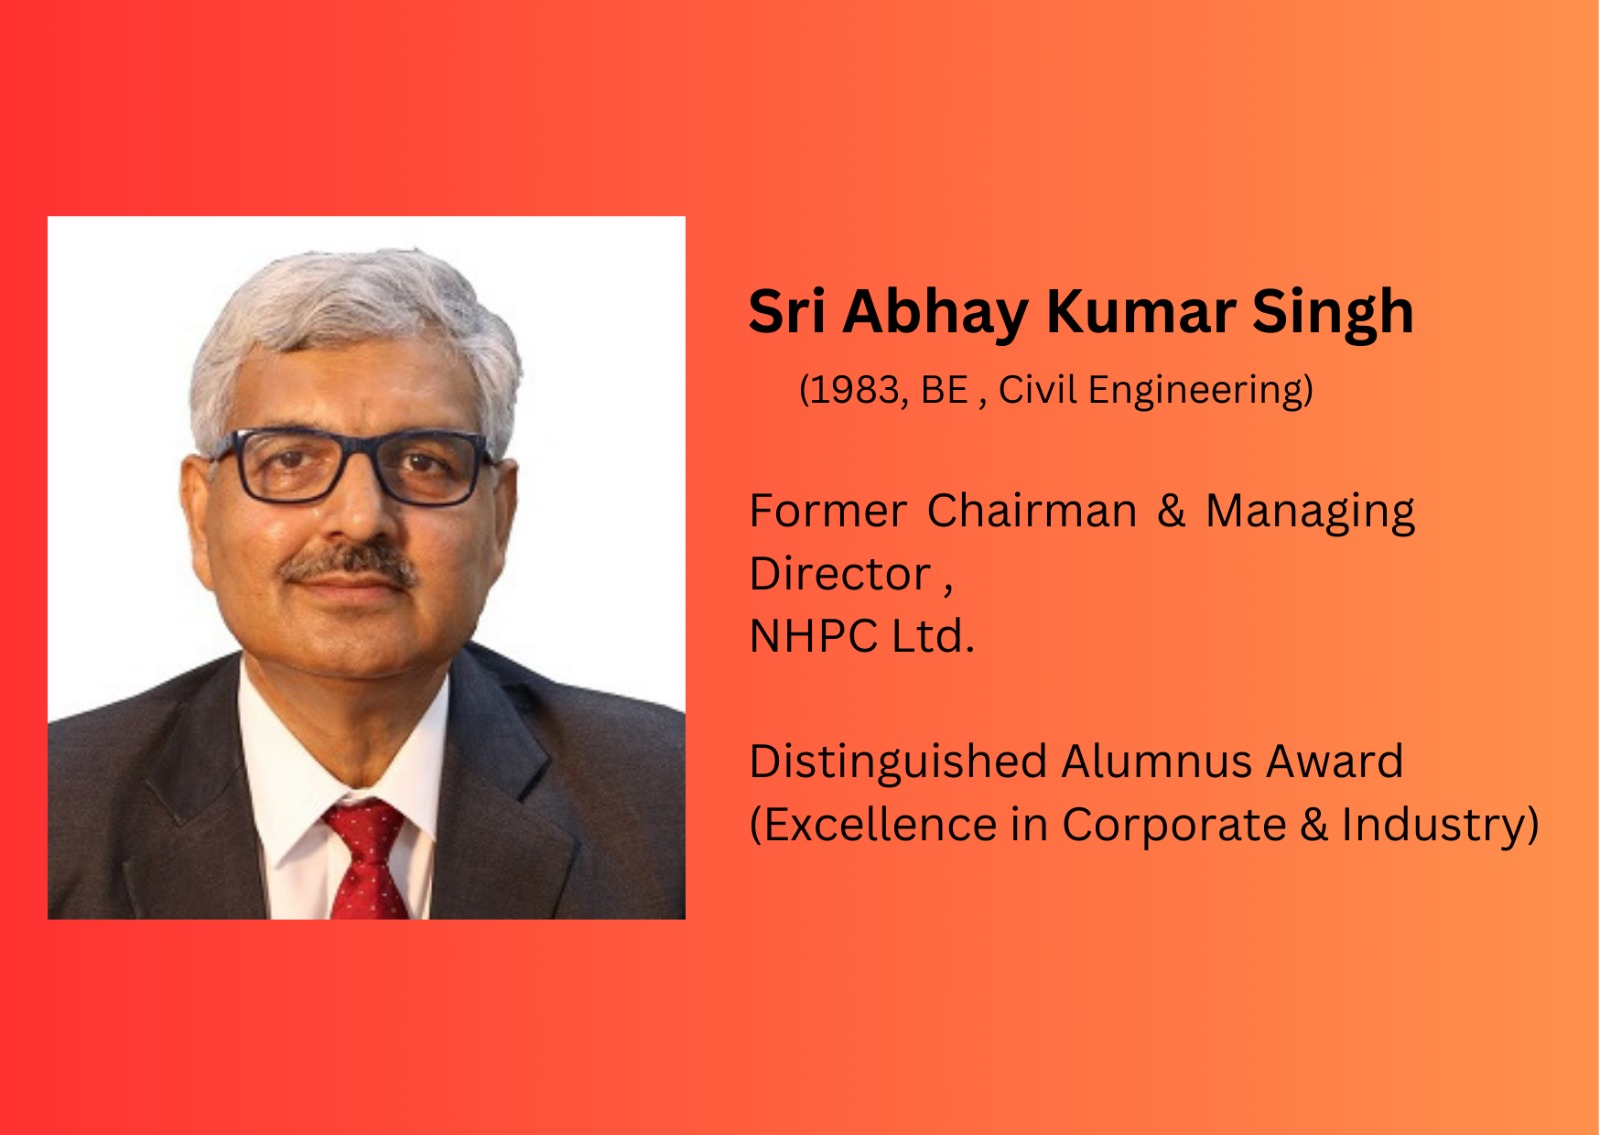 Sri Abhay Kumar Singh
(1983, BE , Civil Engineering)
Former Chairman & Managing
Director ,
NHPC Ltd.
Distinguished Alumnus Award
(Excellence in Corporate & Industry)